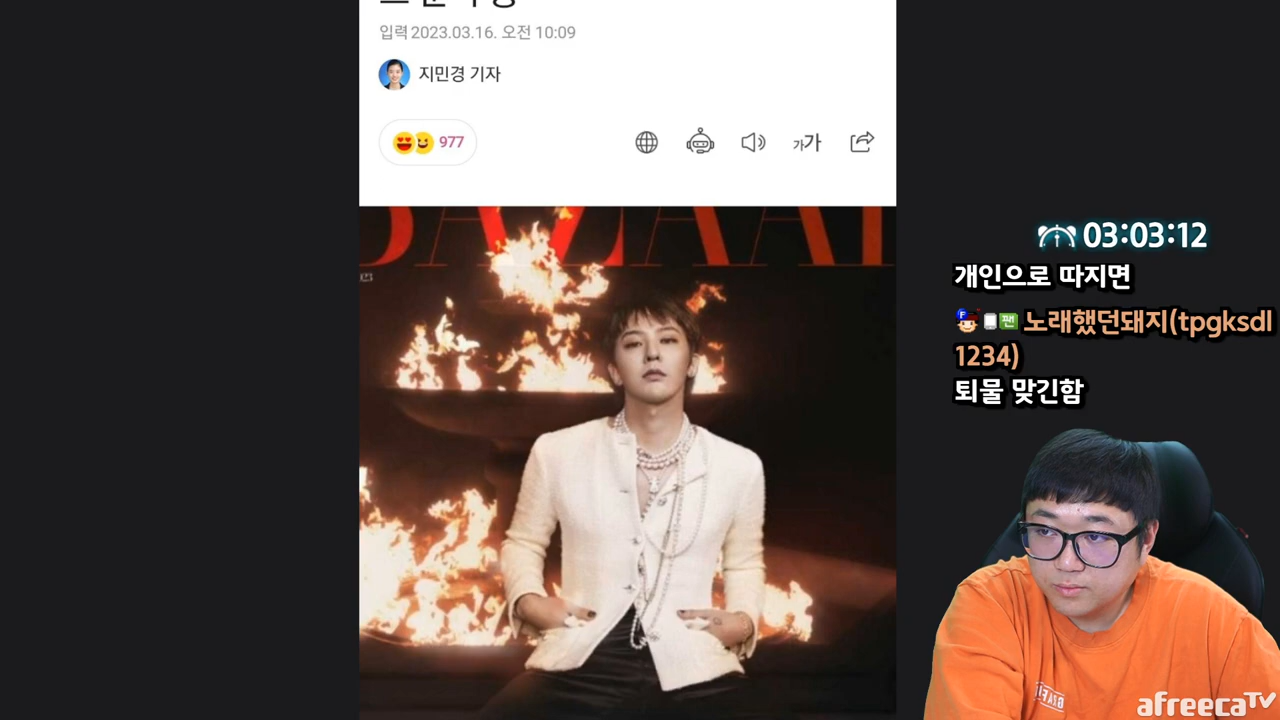 입력 2023.03.16. 오전 10:09
지민경 기자
977
가가
BAZAAR
03:03:12
개인으로 따지면
노래했던돼지(tpgksdl
1234)
퇴물 맞긴함
afreecaTV